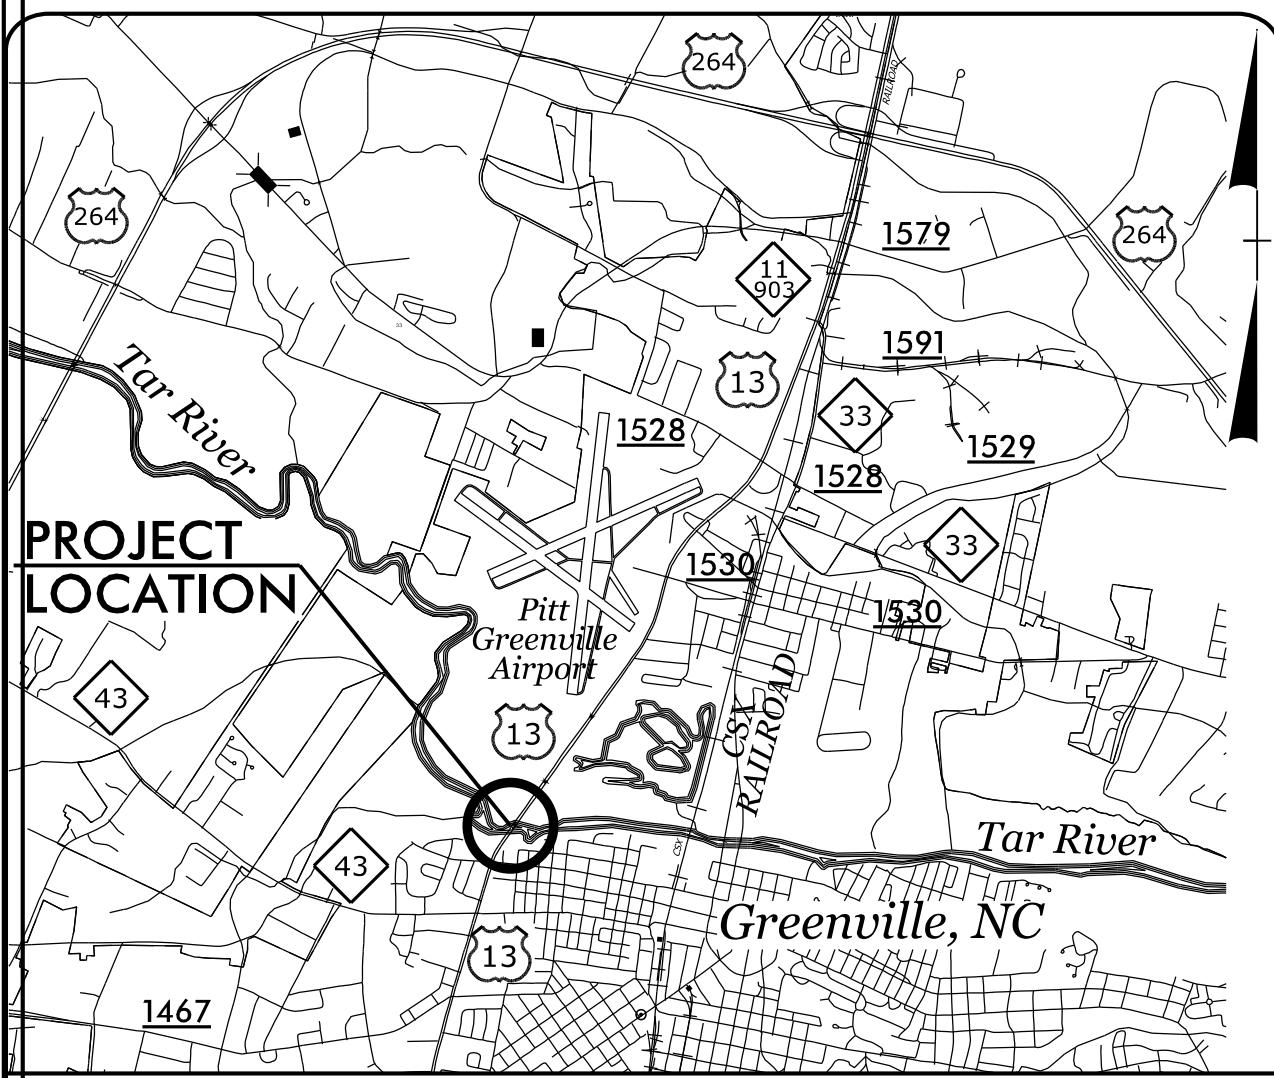 264
RAILROAD
264
1579
264
11
903
1591
33
Tar River
13
33
1528
1529
1528
PROJECT
LOCATION
33
1530
1530
Pitt
Greenville
Airport
CSX
RAILROAD
43
13
Tar River
CSX
43
Greenville, NC
13
1467